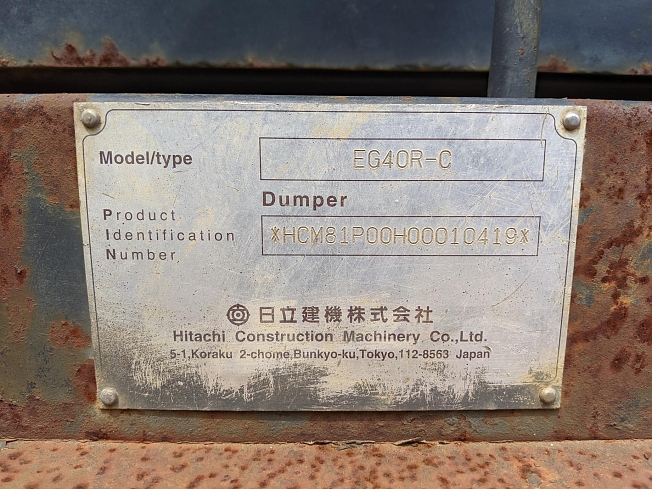 Model/type EG40R-C
Dumper
Product
Identification
Number
*HCM81P00H00010419*
日立建機株式会社
Hitachi Construction Machinery Co.,Ltd.
5-1,Koraku 2-chome,Bunkyo-ku,Tokyo,112-8563 Japan